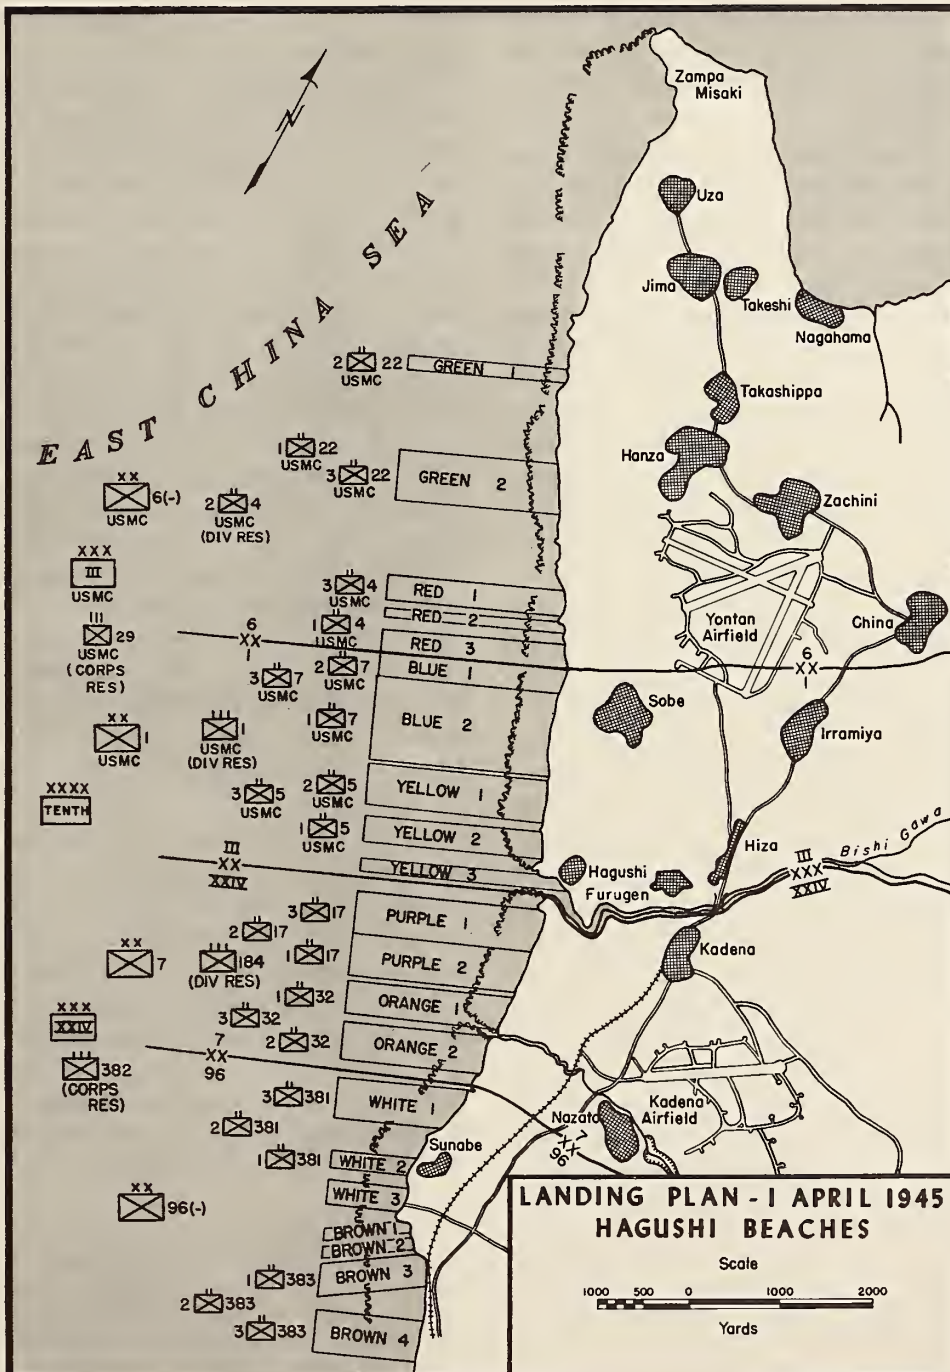 Zampa
Misaki
N
EAST CHINA SEA
Uza
Jima
Takeshi
Nagahama
2 22
USMC
GREEN 1
Takashippa
1 22
USMC
Hanza
3 22
USMC
GREEN 2
XX
6(-)
USMC
2 4
USMC
(DIV RES)
Zachini
XXX
III
USMC
3 4
USMC
RED 1
Yontan
Airfield
China
III
29
USMC
(CORPS
RES)
6
XX
1
1 4
USMC
RED 2
RED 3
6
XX
1
3 7
USMC
2 7
USMC
BLUE 1
Sobe
XX
1
USMC
III
1
USMC
(DIV RES)
1 7
USMC
BLUE 2
Irramiya
XXXX
TENTH
3 5
USMC
2 5
USMC
YELLOW 1
1 5
USMC
YELLOW 2
Hiza
Bishi Gawa
III
XX
XXIV
YELLOW 3
Hagushi
Furugen
III
XXX
XXIV
3 17
PURPLE 1
2 17
Kadena
XX
7
III
184
(DIV RES)
1 17
PURPLE 2
1 32
ORANGE 1
XXX
XXIV
3 32
2 32
ORANGE 2
7
XX
96
III
382
(CORPS
RES)
3 381
WHITE 1
Nazato
Kadena
Airfield
2 381
7
XX
96
Sunabe
1 381
WHITE 2
XX
96(-)
WHITE 3
BROWN 1
BROWN 2
1 383
BROWN 3
2 383
3 383
BROWN 4
LANDING PLAN - 1 APRIL 1945
HAGUSHI BEACHES
Scale
1000 500 0 1000 2000
Yards